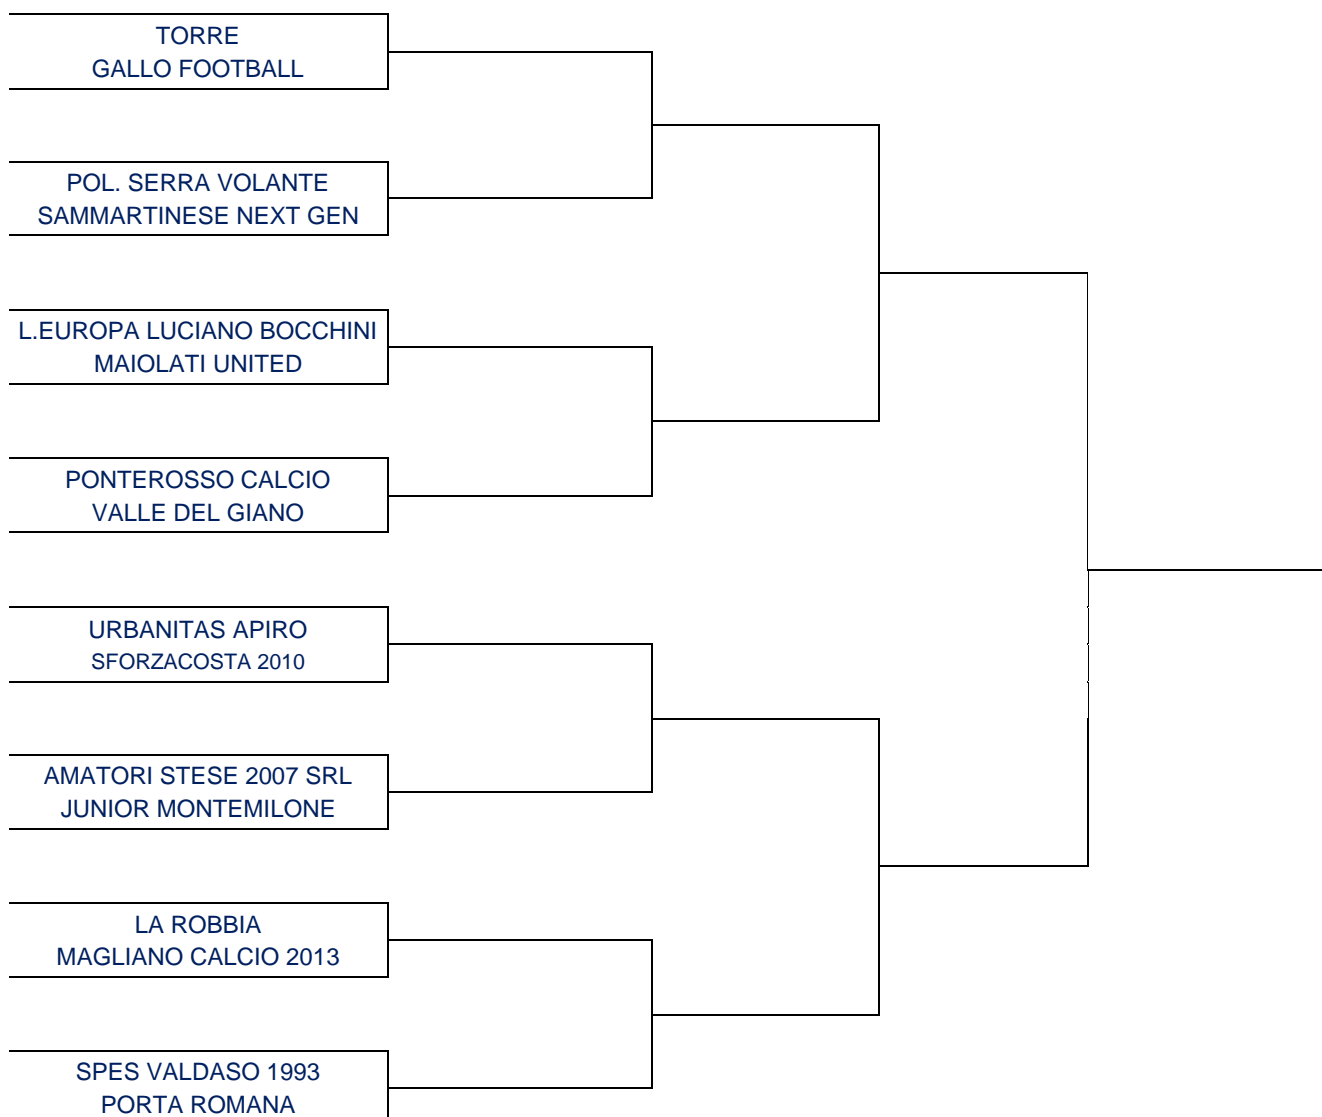 TORRE
GALLO FOOTBALL
POL. SERRA VOLANTE
SAMMARTINESE NEXT GEN
L.EUROPA LUCIANO BOCCHINI
MAIOLATI UNITED
PONTEROSSO CALCIO
VALLE DEL GIANO
URBANITAS APIRO
SFORZACOSTA 2010
AMATORI STESE 2007 SRL
JUNIOR MONTEMILONE
LA ROBBIA
MAGLIANO CALCIO 2013
SPES VALDASO 1993
PORTA ROMANA